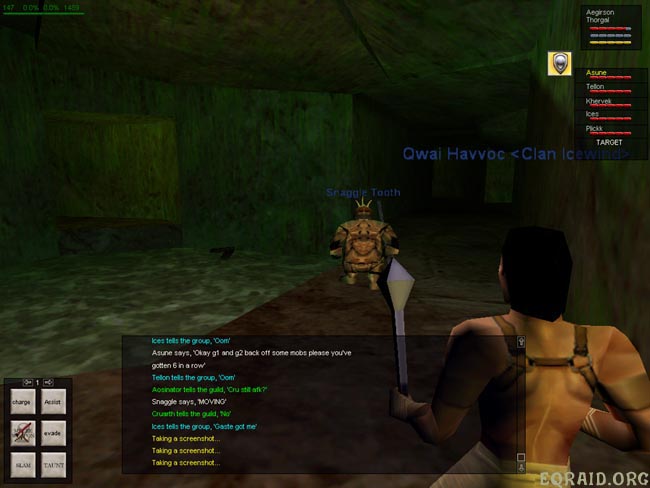 147 0.0% 0.0% 1459
Aegirson
Thorgal
Asune
Tellon
Khervek
Ices
Plickk
TARGET
Qwai Havvoc <Clan Icewind>
Snaggle Tooth
Ices tells the group, 'Oom'
Asune says, 'Okay g1 and g2 back off some mobs please you've
gotten 6 in a row'
Tellon tells the group, 'Oom'
Aosinator tells the guild, 'Cru still afk?'
Snaggle says, 'MOVING'
Cruarth tells the guild, 'No'
Ices tells the group, 'Gaste got me'
Taking a screenshot...
Taking a screenshot...
Taking a screenshot...
1
charge
Assist
evade
SLAM
TAUNT
EQRAID.ORG